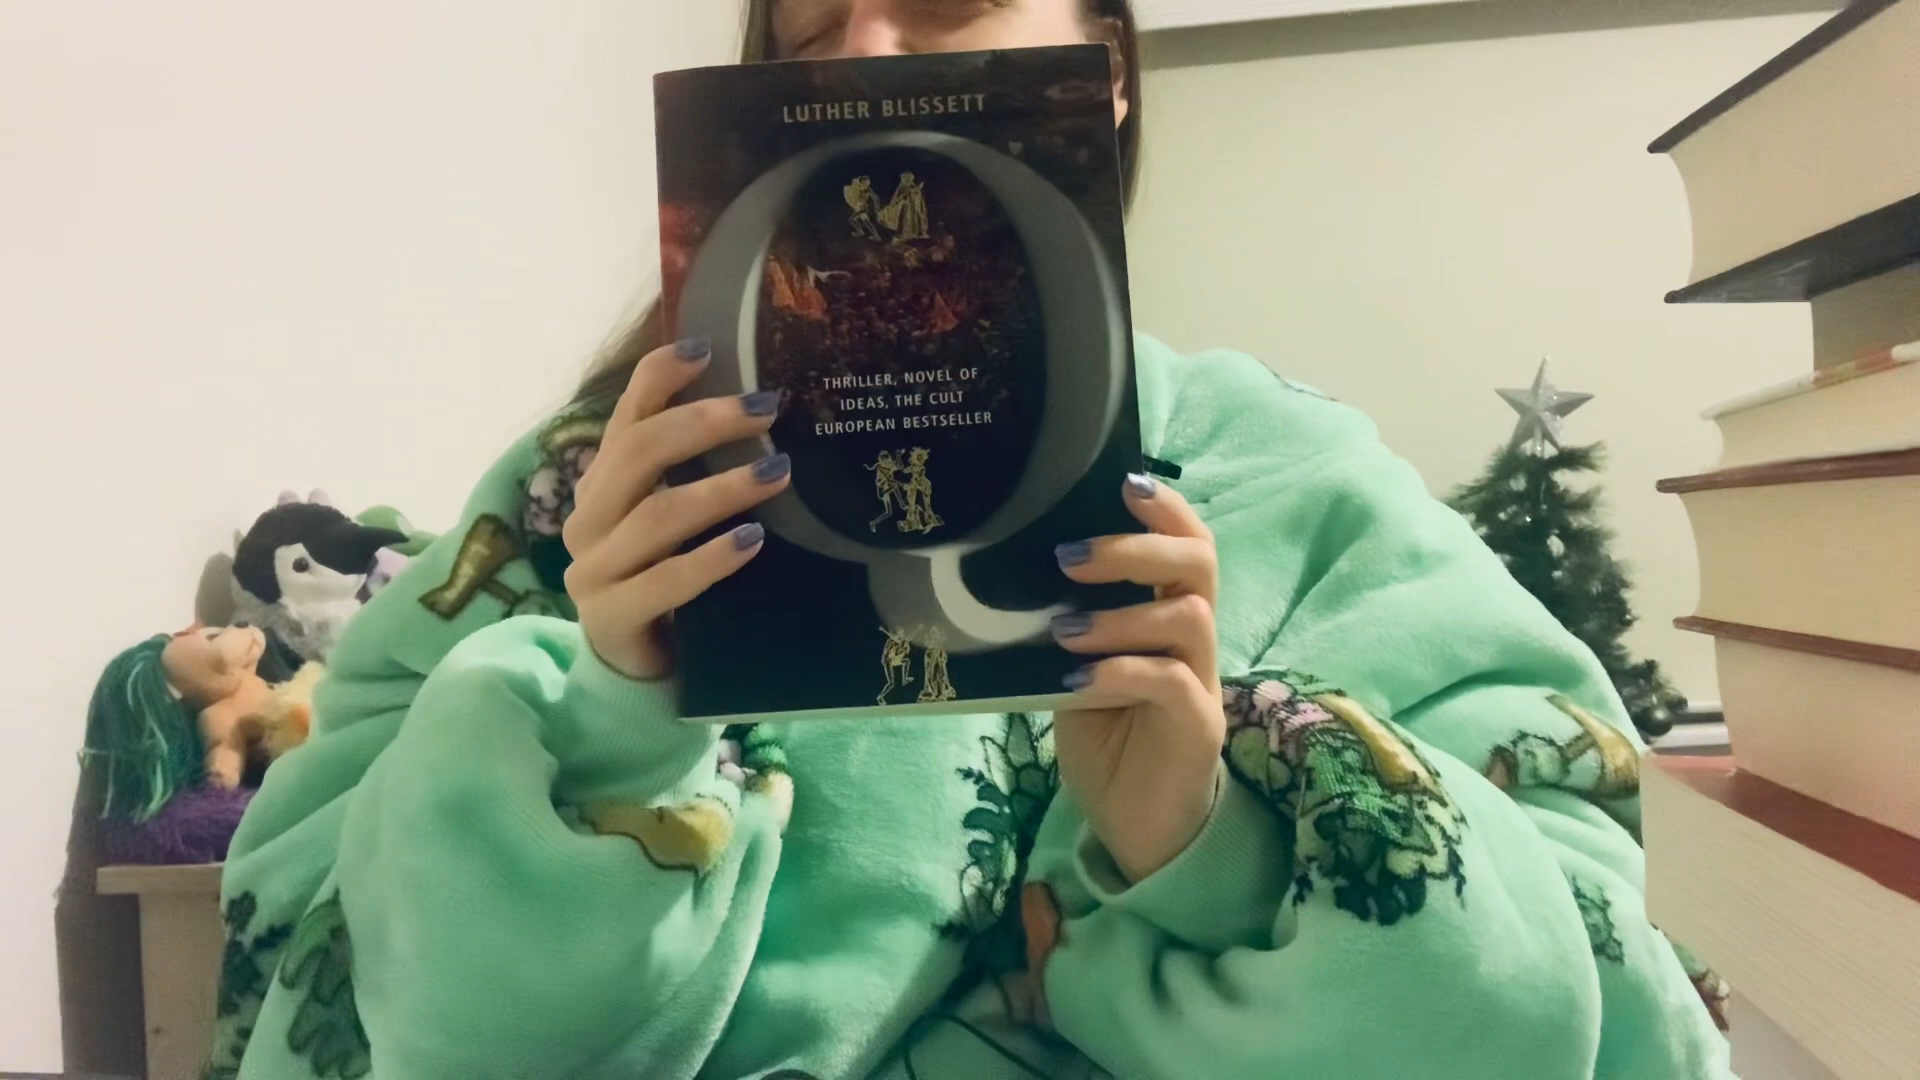 LUTHER BLISSETT
Q
THRILLER, NOVEL OF
IDEAS, THE CULT
EUROPEAN BESTSELLER